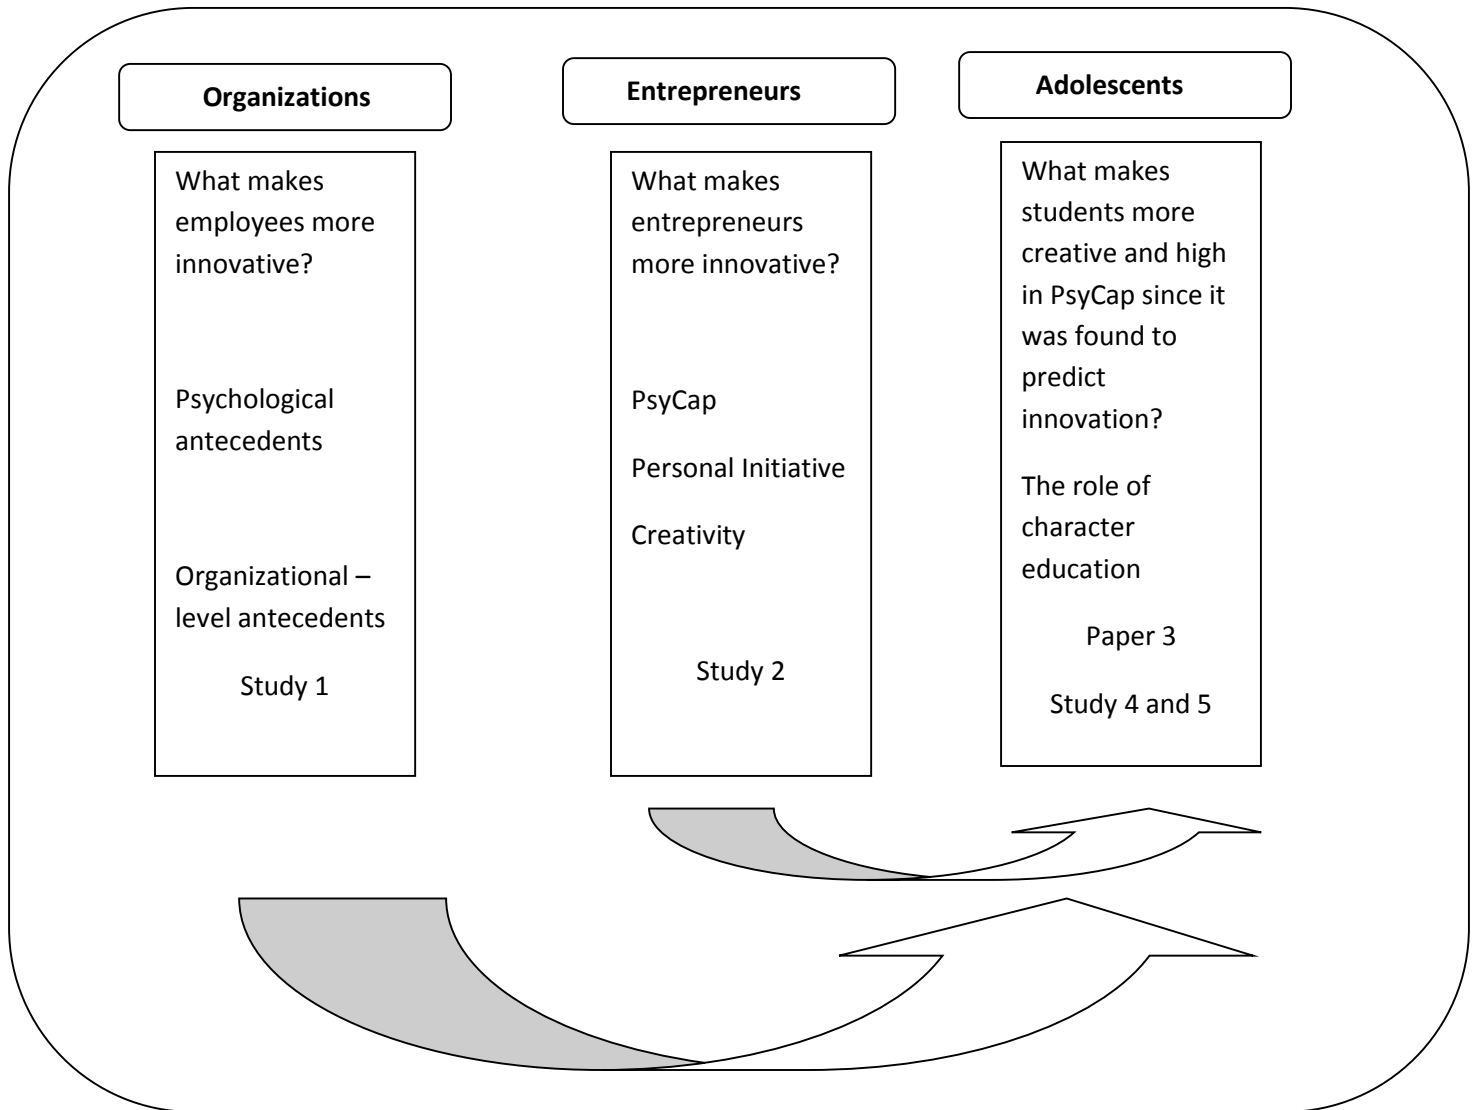 Organizations
What makes
employees more
innovative?
Psychological
antecedents
Organizational –
level antecedents
Study 1
Entrepreneurs
What makes
entrepreneurs
more innovative?
PsyCap
Personal Initiative
Creativity
Study 2
Adolescents
What makes
students more
creative and high
in PsyCap since it
was found to
predict
innovation?
The role of
character
education
Paper 3
Study 4 and 5